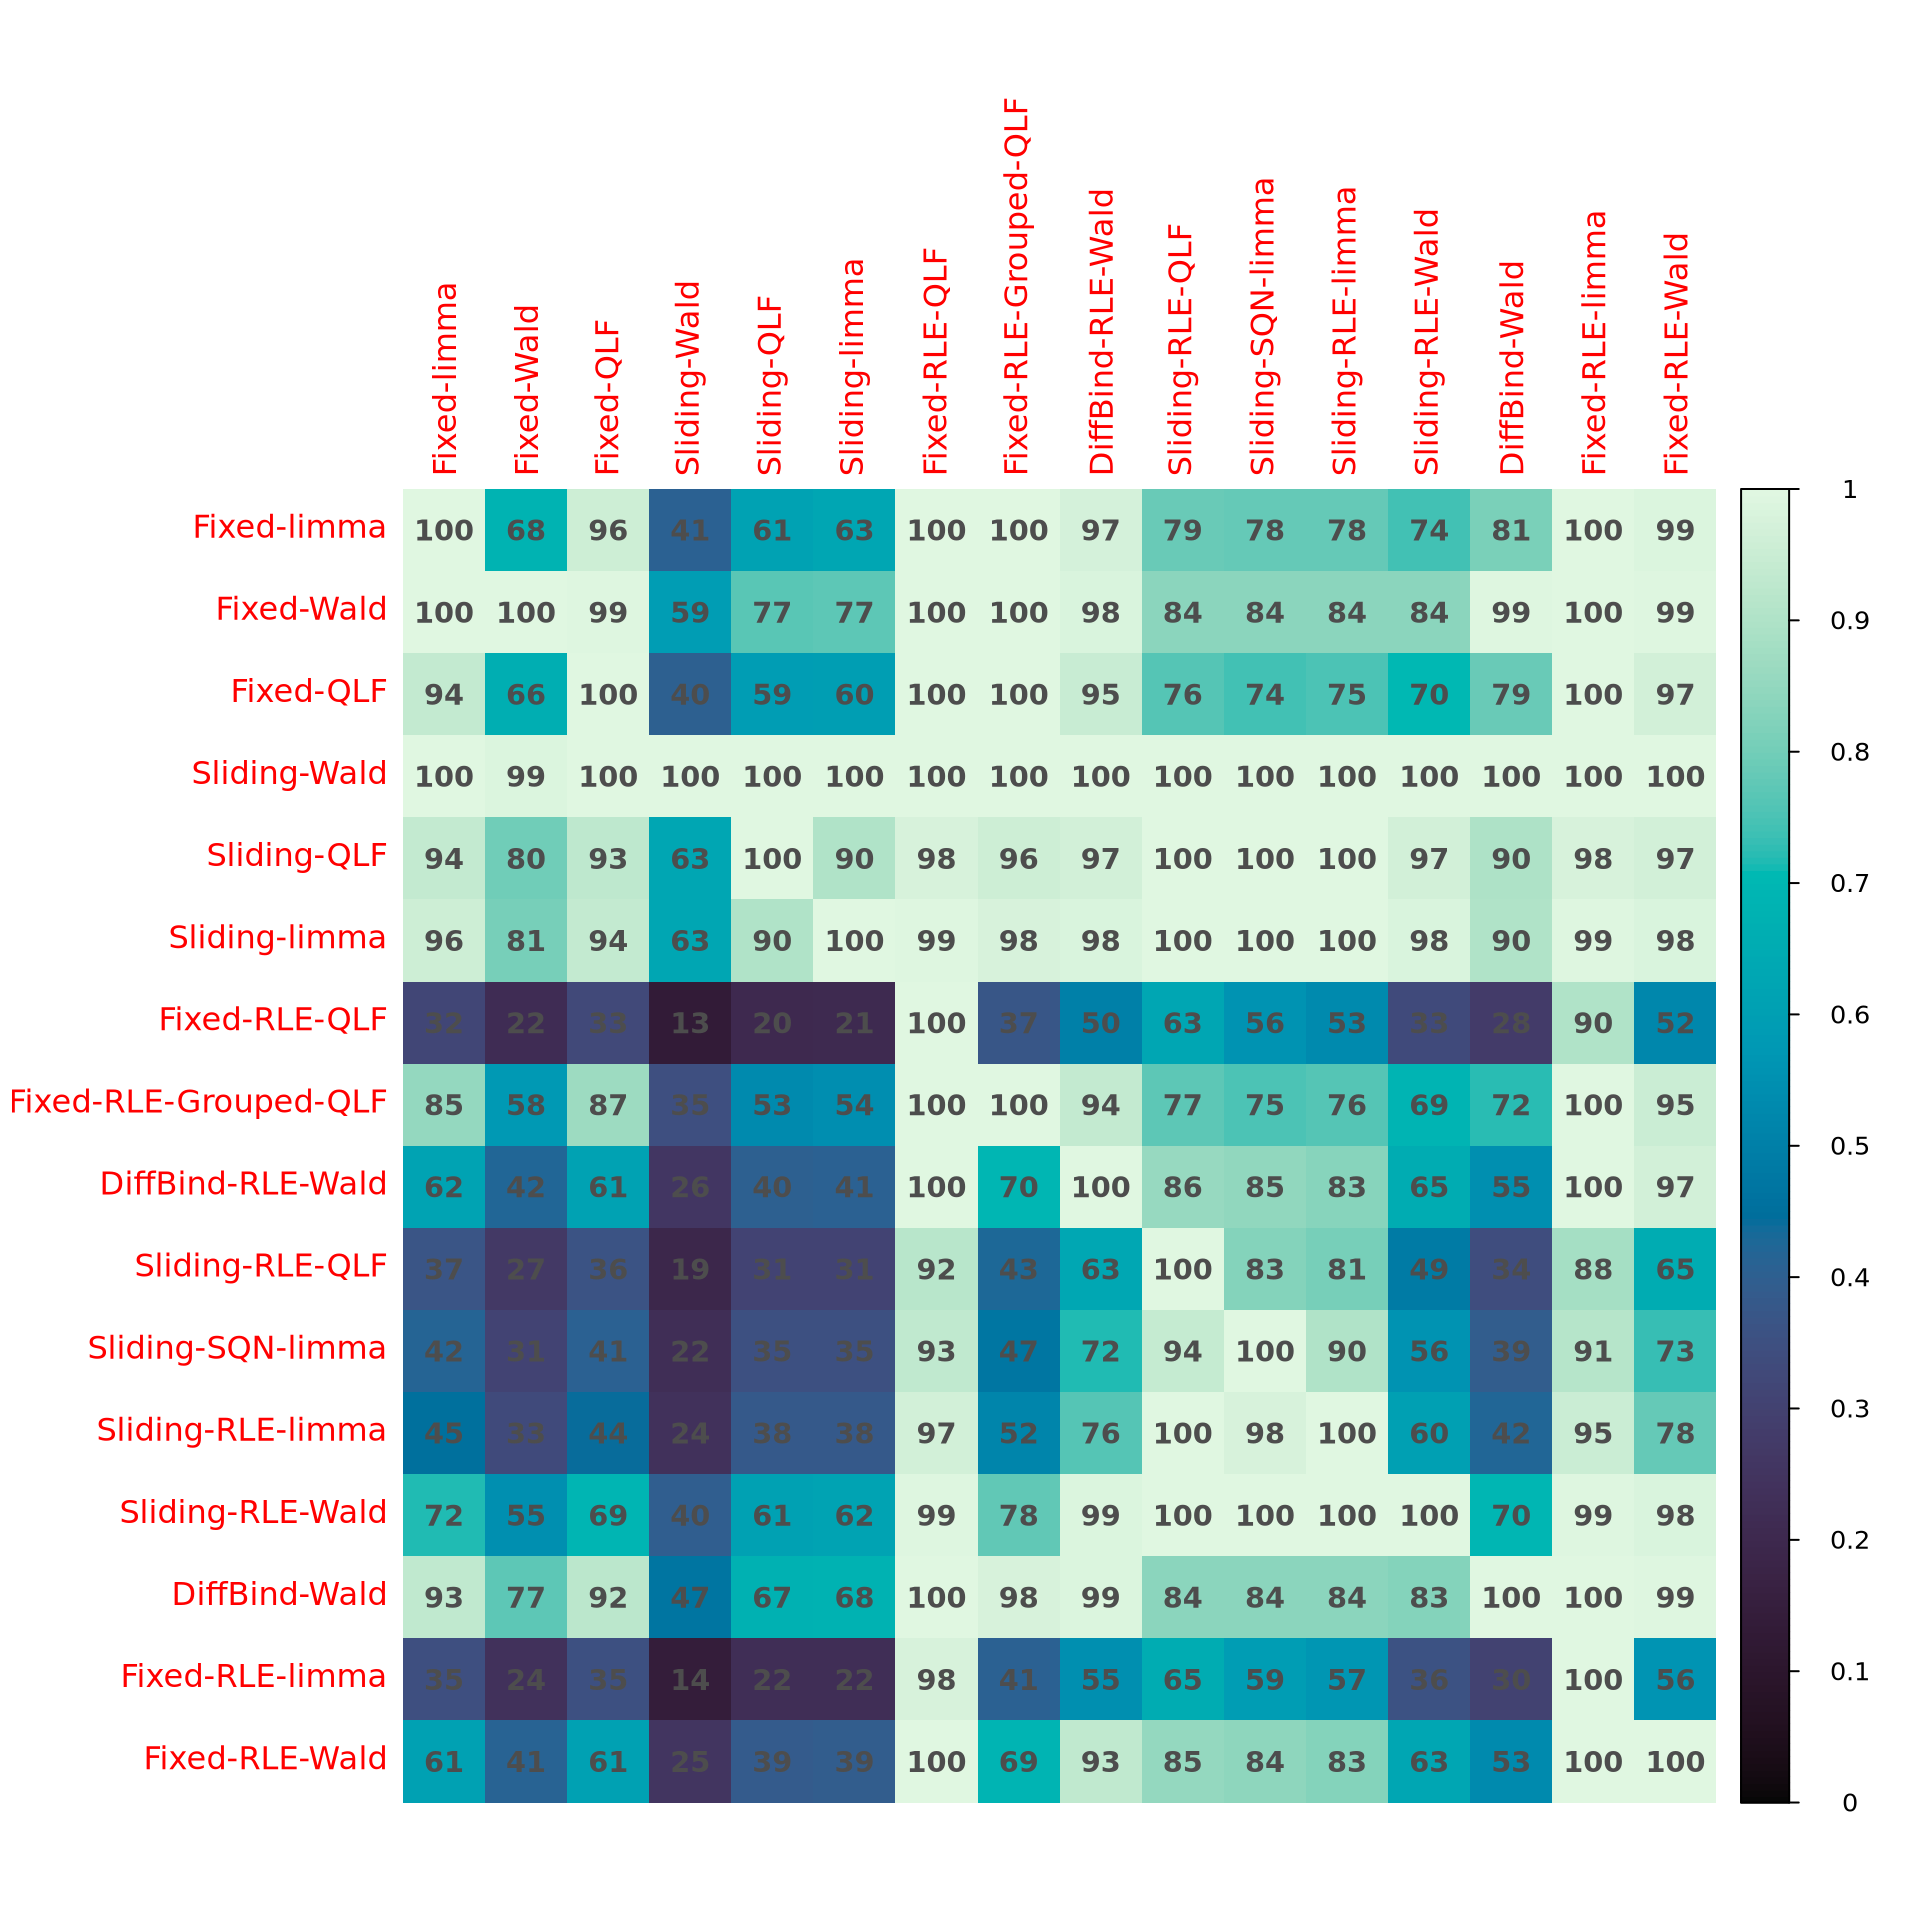 Fixed-limma
Fixed-Wald
Fixed-QLF
Sliding-Wald
Sliding-QLF
Sliding-limma
Fixed-RLE-QLF
Fixed-RLE-Grouped-QLF
DiffBind-RLE-Wald
Sliding-RLE-QLF
Sliding-SQN-limma
Sliding-RLE-limma
Sliding-RLE-Wald
DiffBind-Wald
Fixed-RLE-limma
Fixed-RLE-Wald
Fixed-limma 100 68 96 41 61 63 100 100 97 79 78 78 74 81 100 99
Fixed-Wald 100 100 99 59 77 77 100 100 98 84 84 84 84 99 100 99
Fixed-QLF 94 66 100 40 59 60 100 100 95 76 74 75 70 79 100 97
Sliding-Wald 100 99 100 100 100 100 100 100 100 100 100 100 100 100 100 100
Sliding-QLF 94 80 93 63 100 90 98 96 97 100 100 100 97 90 98 97
Sliding-limma 96 81 94 63 90 100 99 98 98 100 100 100 98 90 99 98
Fixed-RLE-QLF 32 22 33 13 20 21 100 37 50 63 56 53 33 28 90 52
Fixed-RLE-Grouped-QLF 85 58 87 35 53 54 100 100 94 77 75 76 69 72 100 95
DiffBind-RLE-Wald 62 42 61 26 40 41 100 70 100 86 85 83 65 55 100 97
Sliding-RLE-QLF 37 27 36 19 31 31 92 43 63 100 83 81 49 34 88 65
Sliding-SQN-limma 42 31 41 22 35 35 93 47 72 94 100 90 56 39 91 73
Sliding-RLE-limma 45 33 44 24 38 38 97 52 76 100 98 100 60 42 95 78
Sliding-RLE-Wald 72 55 69 40 61 62 99 78 99 100 100 100 100 70 99 98
DiffBind-Wald 93 77 92 47 67 68 100 98 99 84 84 84 83 100 100 99
Fixed-RLE-limma 35 24 35 14 22 22 98 41 55 65 59 57 36 30 100 56
Fixed-RLE-Wald 61 41 61 25 39 39 100 69 93 85 84 83 63 53 100 100
1
0.9
0.8
0.7
0.6
0.5
0.4
0.3
0.2
0.1
0